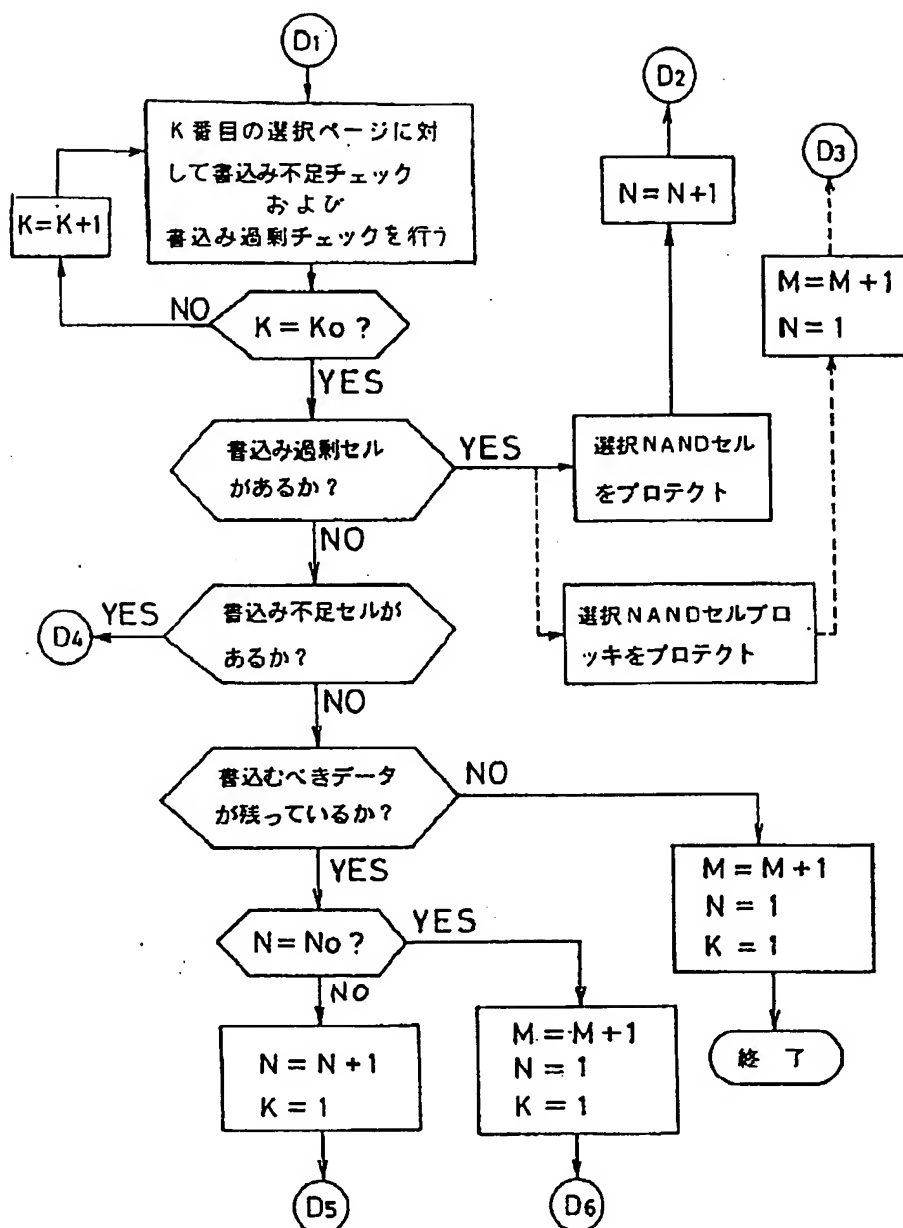 D1
K番目の選択ページに対
して書込み不足チェック
および
書込み過剰チェックを行う
K=K+1
NO
K = Ko ?
YES
書込み過剰セル
があるか?
YES
選択NANDセル
をプロテクト
N=N+1
D2
選択NANDセルブロ
ッキをプロテクト
M=M+1
N=1
D3
NO
書込み不足セルが
あるか?
YES
D4
NO
書込むべきデータ
が残っているか?
NO
M=M+1
N=1
K=1
終了
YES
N=No ?
YES
M=M+1
N=1
K=1
D6
NO
N=N+1
K=1
D5